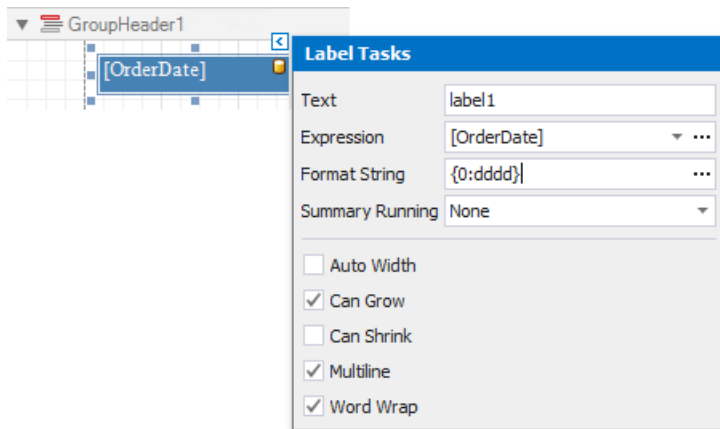 GroupHeader1
[OrderDate]
Label Tasks
Text label1
Expression [OrderDate]
Format String {0:dddd}
Summary Running None
Auto Width
Can Grow
Can Shrink
Multiline
Word Wrap